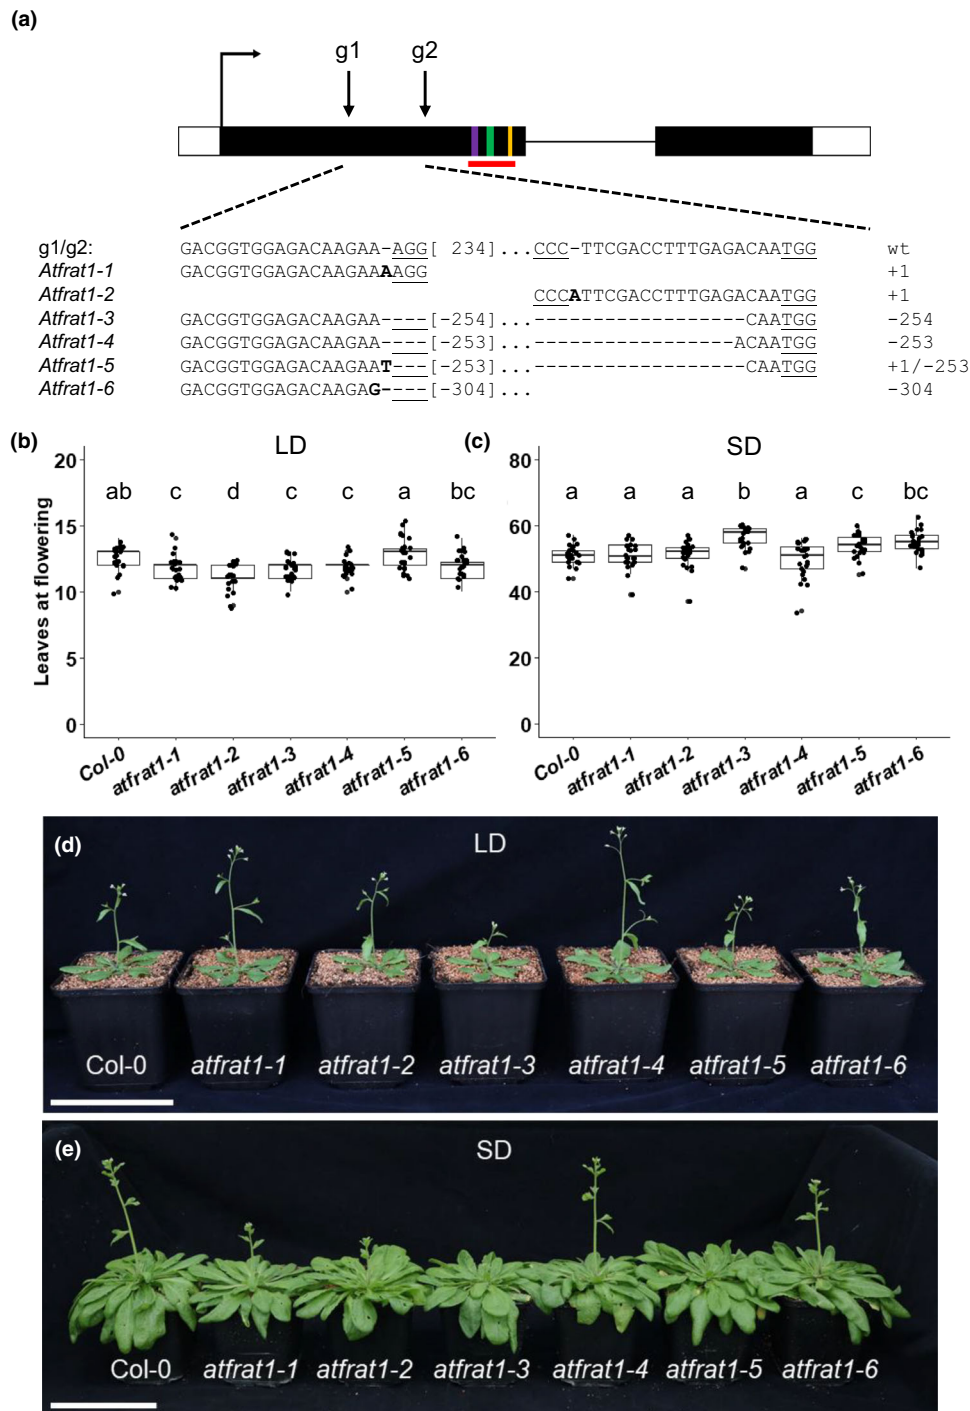 (a)
g1 g2
g1/g2: GACGGTGGAGACAAGAA-AGG[ 234]...CCC-TTCGACCTTTGAGACAATGG wt
Atfrat1-1 GACGGTGGAGACAAGAAAAGG +1
Atfrat1-2 CCCATTCGACCTTTGAGACAATGG +1
Atfrat1-3 GACGGTGGAGACAAGAA----[-254]...------------------CAATGG -254
Atfrat1-4 GACGGTGGAGACAAGAA----[-253]...-----------------ACAATGG -253
Atfrat1-5 GACGGTGGAGACAAGAAT---[-253]...------------------CAATGG +1/-253
Atfrat1-6 GACGGTGGAGACAAGAG----[-304]... -304
(b) LD (c) SD
20 ab c d c c a bc
15
10
5
0
Leaves at flowering
Col-0 atfrat1-1 atfrat1-2 atfrat1-3 atfrat1-4 atfrat1-5 atfrat1-6
80 a a a b a c bc
60
40
20
0
Col-0 atfrat1-1 atfrat1-2 atfrat1-3 atfrat1-4 atfrat1-5 atfrat1-6
(d) LD
Col-0 atfrat1-1 atfrat1-2 atfrat1-3 atfrat1-4 atfrat1-5 atfrat1-6
(e) SD
Col-0 atfrat1-1 atfrat1-2 atfrat1-3 atfrat1-4 atfrat1-5 atfrat1-6